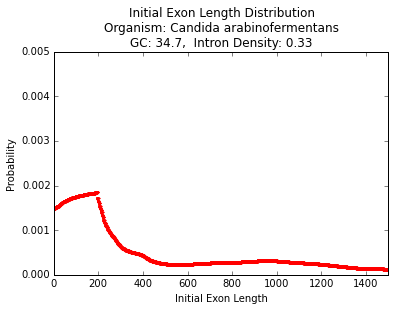 Initial Exon Length Distribution
Organism: Candida arabinofermentans
GC: 34.7,  Intron Density: 0.33
0.005
0.004
0.003
0.002
0.001
0.000
Probability
0 200 400 600 800 1000 1200 1400
Initial Exon Length